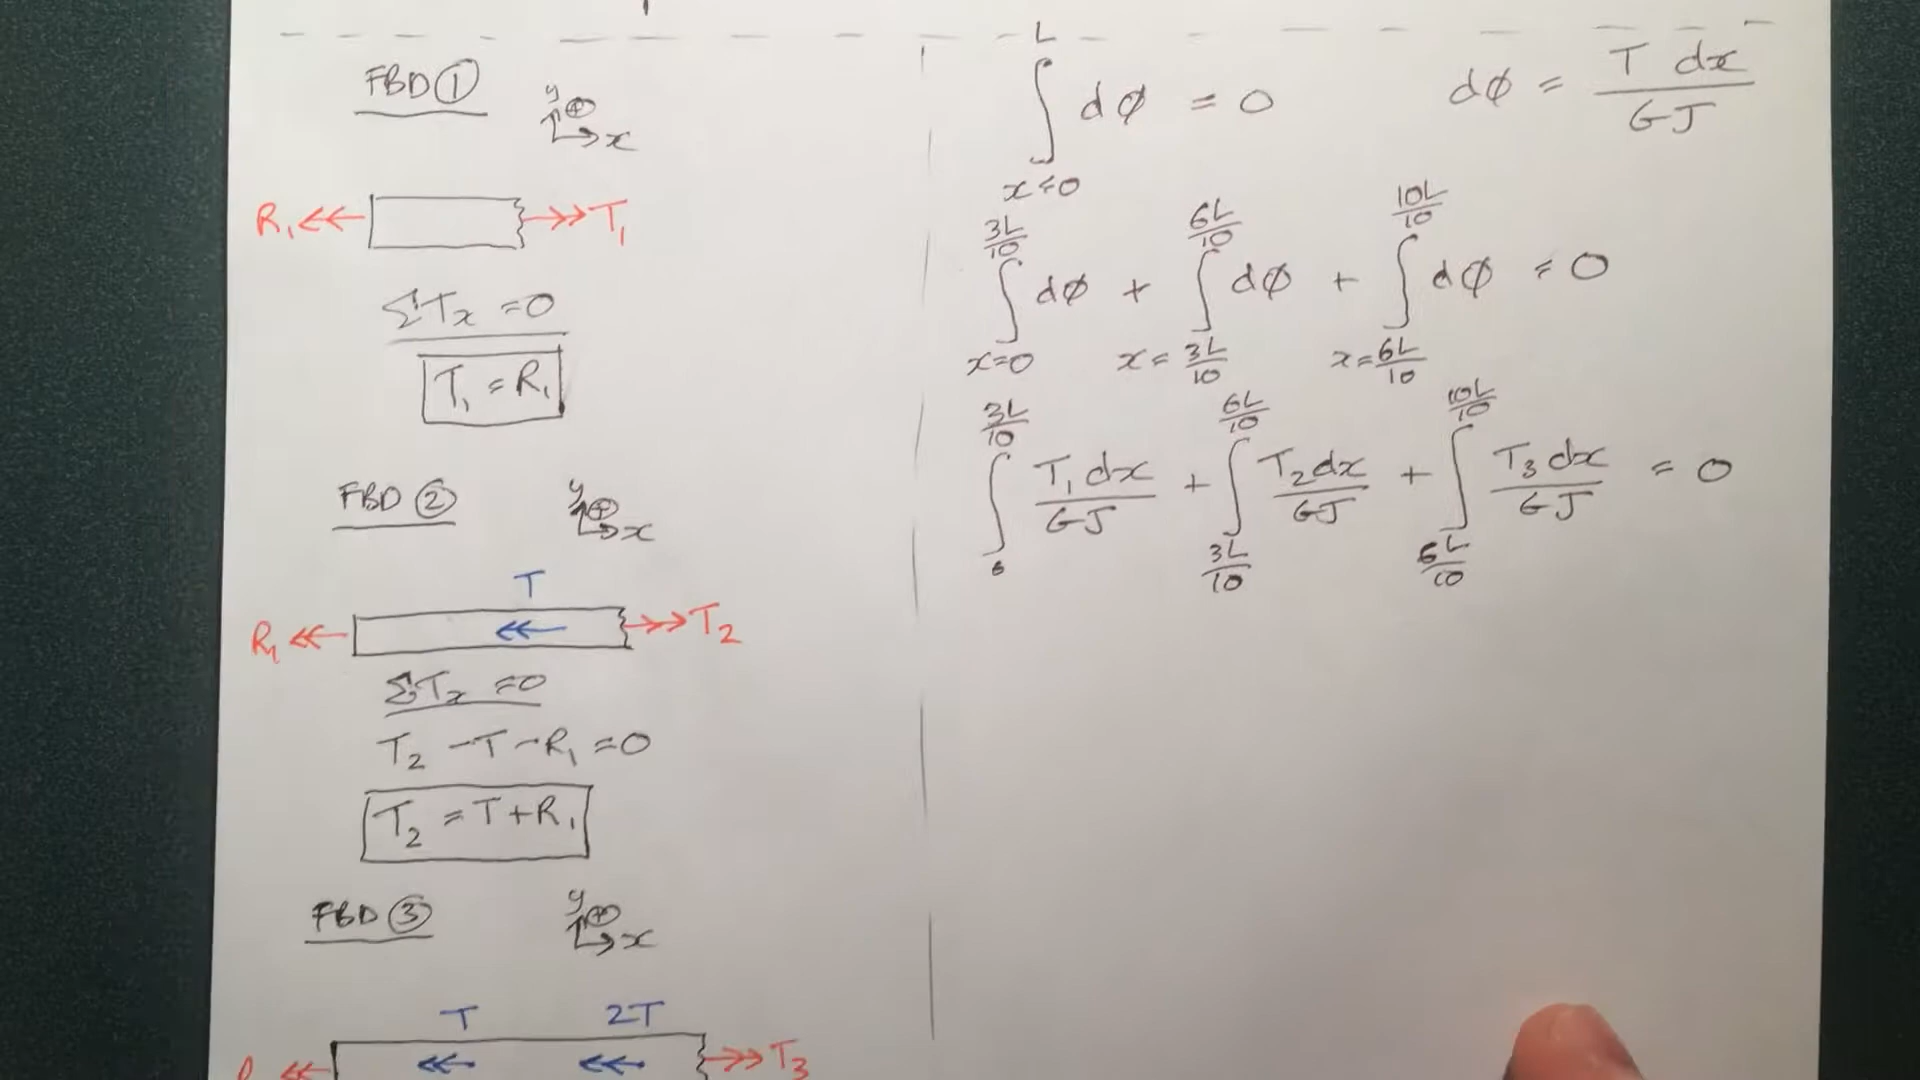 FBD ①
y ⊕
x
R₁ T₁
ΣTₓ = 0
T₁ = R₁
FBD ②
y ⊕
x
T
R₁ T₂
ΣTₓ = 0
T₂ - T - R₁ = 0
T₂ = T + R₁
FBD ③
y ⊕
x
T 2T
T₃
∫_{x=0}^{L} dφ = 0 dφ = T dx / GJ
∫_{x=0}^{3L/10} dφ + ∫_{x=3L/10}^{6L/10} dφ + ∫_{x=6L/10}^{10L/10} dφ = 0
∫_{0}^{3L/10} T₁ dx / GJ + ∫_{3L/10}^{6L/10} T₂ dx / GJ + ∫_{6L/10}^{10L/10} T₃ dx / GJ = 0